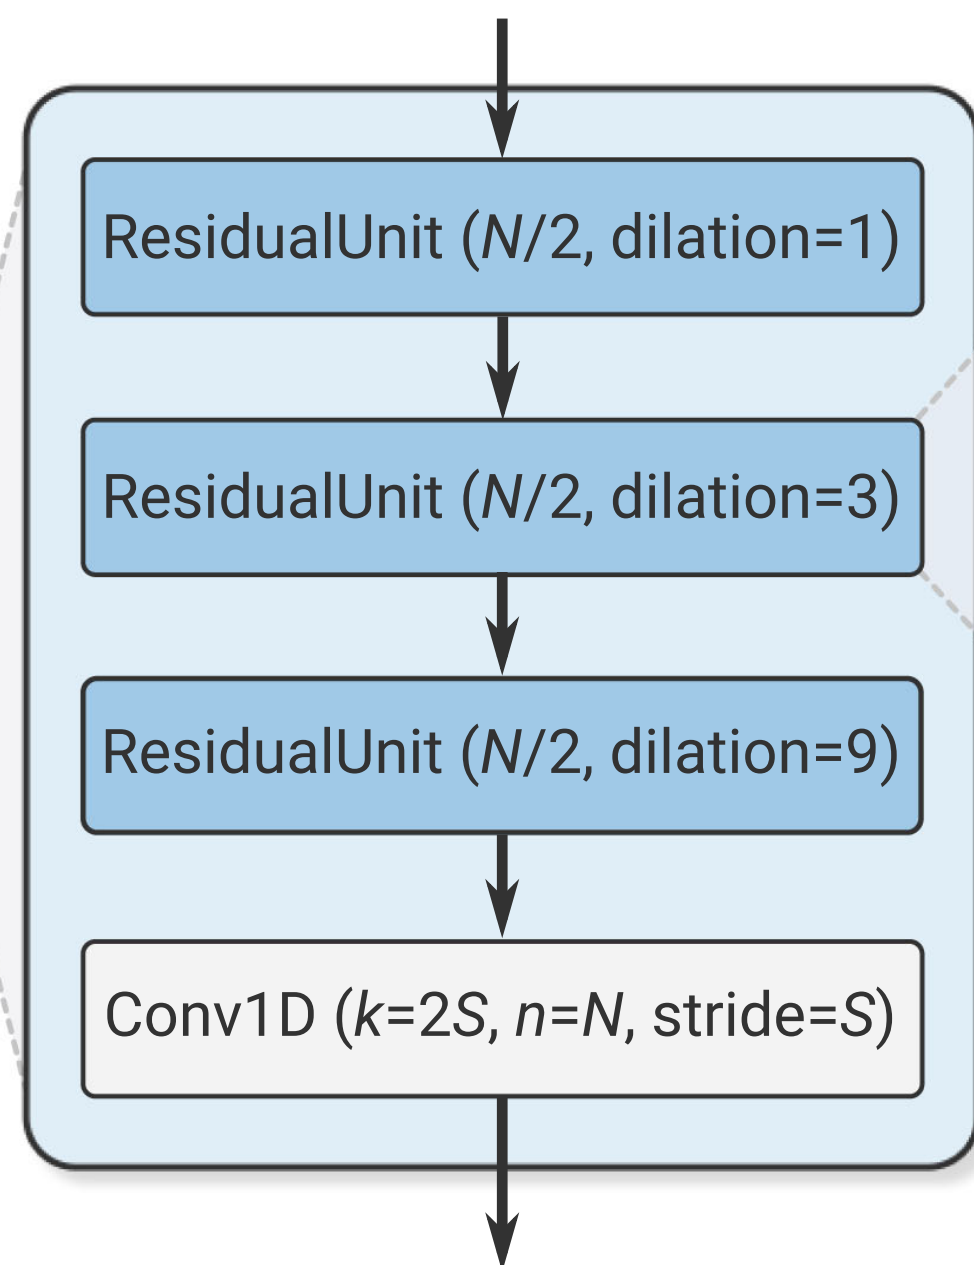 ResidualUnit (N/2, dilation=1)
ResidualUnit (N/2, dilation=3)
ResidualUnit (N/2, dilation=9)
Conv1D (k=2S, n=N, stride=S)